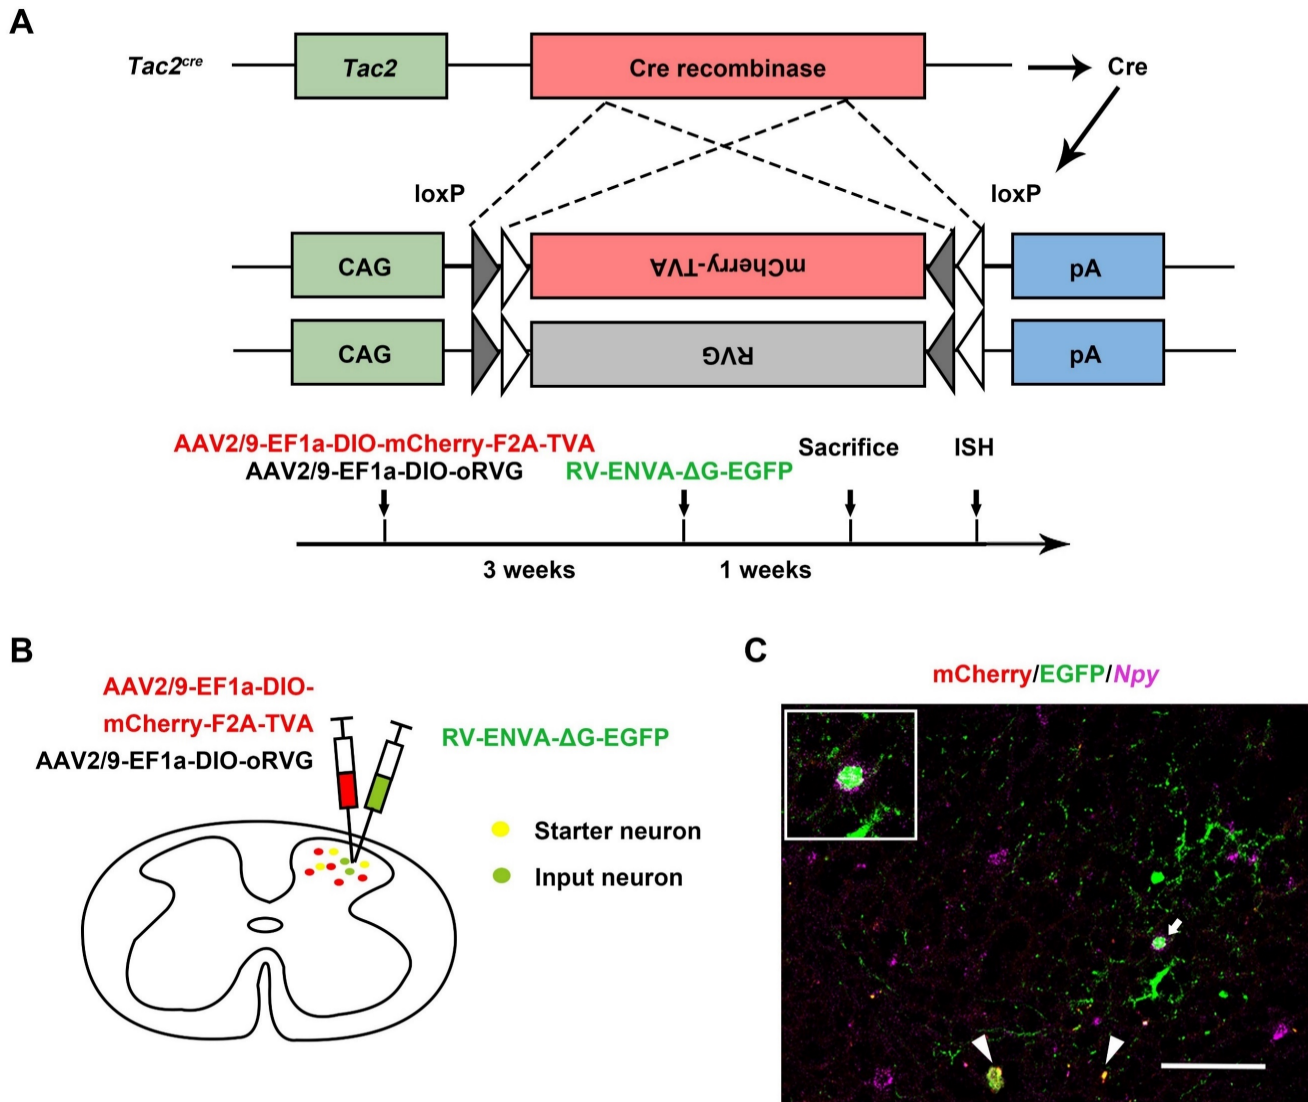 A
Tac2cre
Tac2
Cre recombinase
Cre
loxP
loxP
CAG
mCherry-TVA
pA
CAG
RVG
pA
AAV2/9-EF1a-DIO-mCherry-F2A-TVA
AAV2/9-EF1a-DIO-oRVG
RV-ENVA-ΔG-EGFP
Sacrifice
ISH
3 weeks
1 weeks
B
AAV2/9-EF1a-DIO-
mCherry-F2A-TVA
AAV2/9-EF1a-DIO-oRVG
RV-ENVA-ΔG-EGFP
Starter neuron
Input neuron
C
mCherry/EGFP/Npy